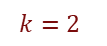 k = 2